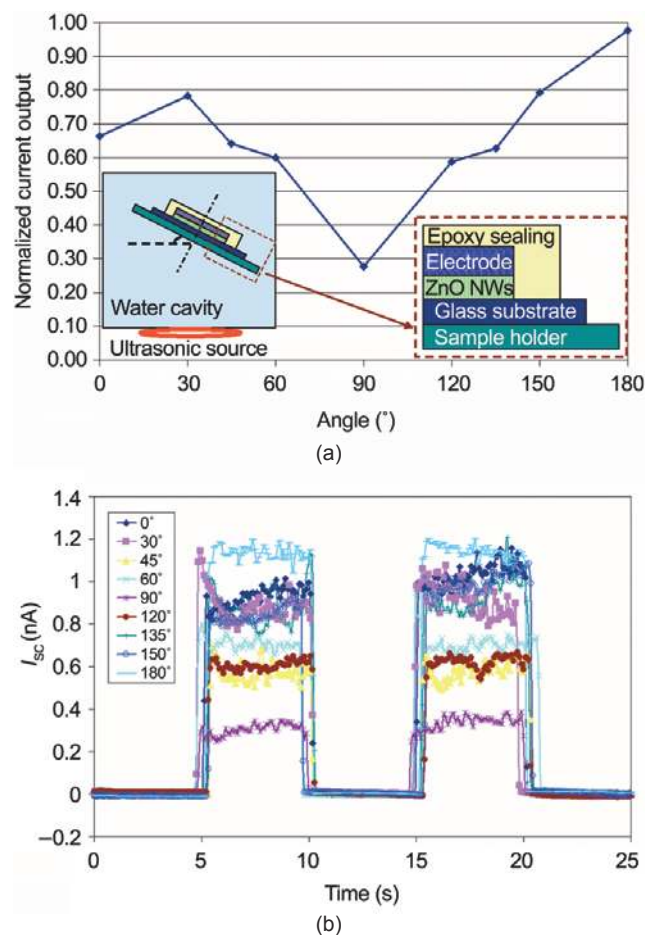 Normalized current output
1.00
0.90
0.80
0.70
0.60
0.50
0.40
0.30
0.20
0.10
0.00
Water cavity
Ultrasonic source
Epoxy sealing
Electrode
ZnO NWs
Glass substrate
Sample holder
0 30 60 90 120 150 180
Angle (˚)
(a)
I_SC (nA)
1.4
1.2
1
0.8
0.6
0.4
0.2
0
–0.2
0˚
30˚
45˚
60˚
90˚
120˚
135˚
150˚
180˚
0 5 10 15 20 25
Time (s)
(b)